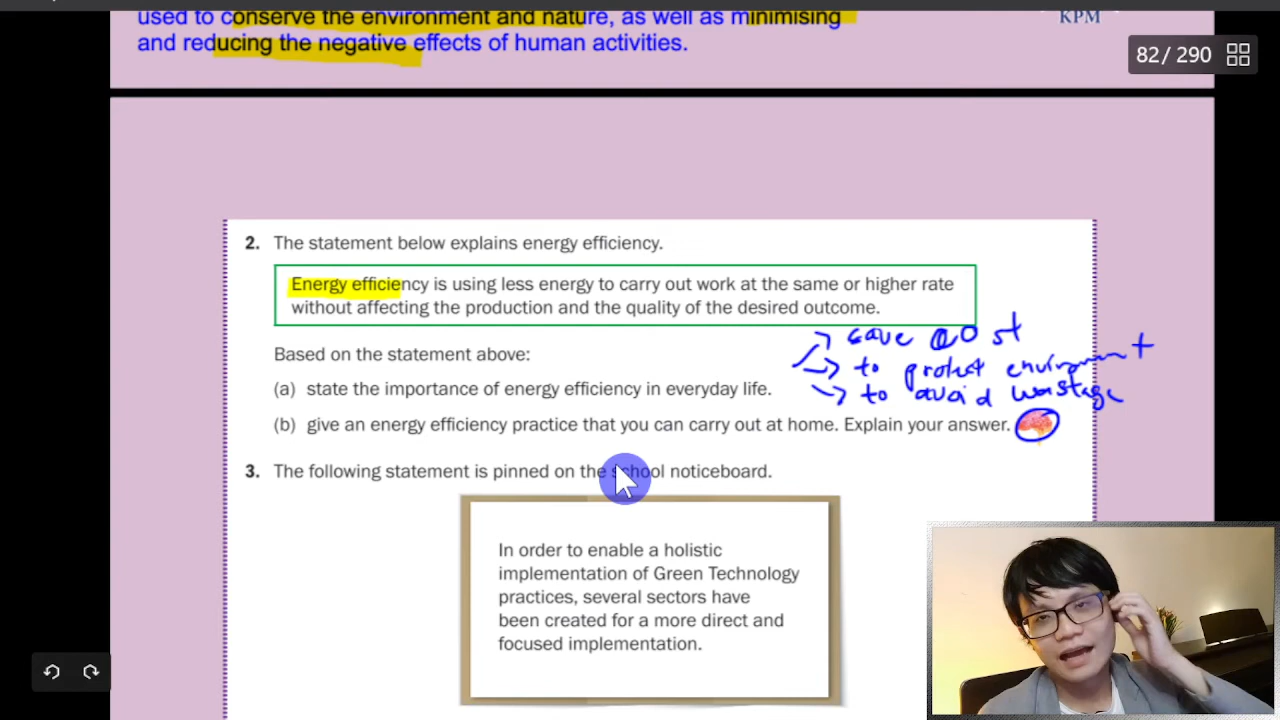 used to conserve the environment and nature, as well as minimising
and reducing the negative effects of human activities.
KPM
82/ 290
2. The statement below explains energy efficiency.
Energy efficiency is using less energy to carry out work at the same or higher rate
without affecting the production and the quality of the desired outcome.
save cost
Based on the statement above:
to protect environment
(a) state the importance of energy efficiency in everyday life.
to avoid wastage
(b) give an energy efficiency practice that you can carry out at home. Explain your answer.
3. The following statement is pinned on the school noticeboard.
In order to enable a holistic
implementation of Green Technology
practices, several sectors have
been created for a more direct and
focused implementation.